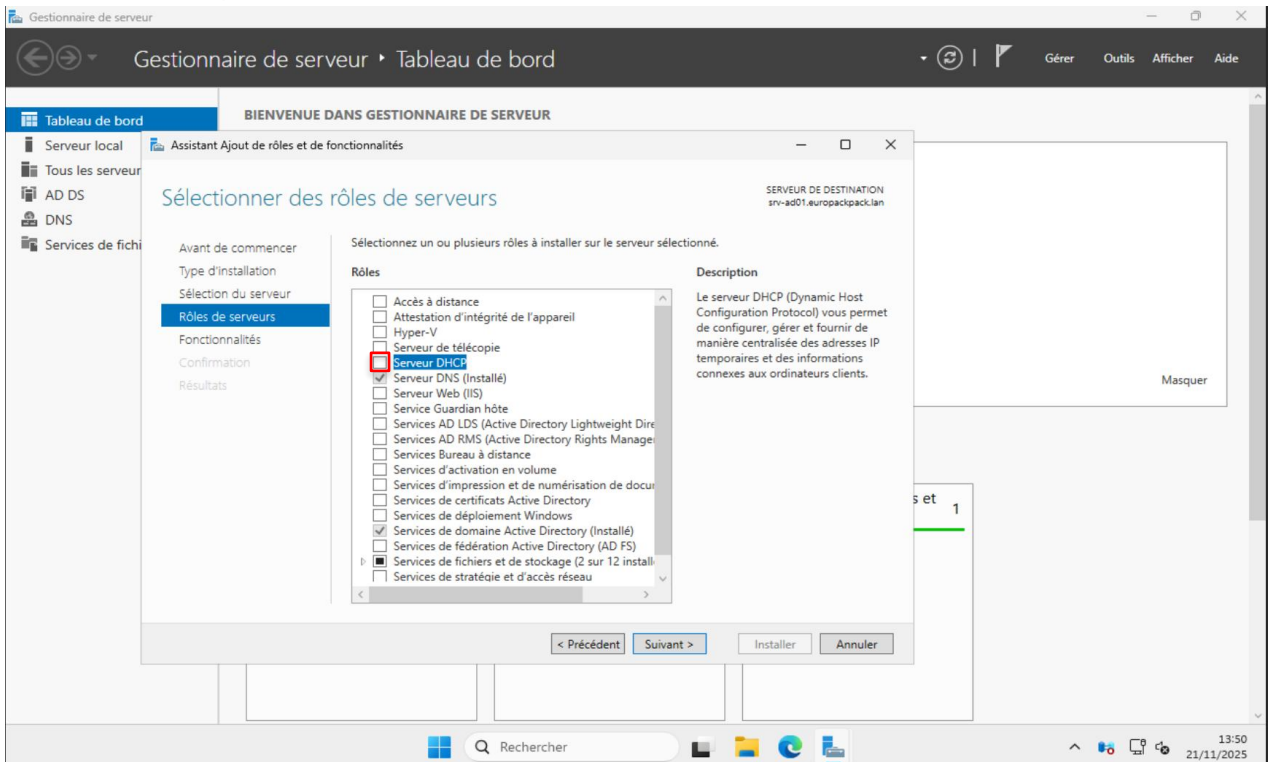 Gestionnaire de serveur
Gestionnaire de serveur ‣ Tableau de bord
Gérer Outils Afficher Aide
Tableau de bord
Serveur local
Tous les serveur
AD DS
DNS
Services de fichi
BIENVENUE DANS GESTIONNAIRE DE SERVEUR
Assistant Ajout de rôles et de fonctionnalités
Sélectionner des rôles de serveurs
SERVEUR DE DESTINATION
srv-ad01.europackpack.lan
Avant de commencer
Type d'installation
Sélection du serveur
Rôles de serveurs
Fonctionnalités
Confirmation
Résultats
Sélectionnez un ou plusieurs rôles à installer sur le serveur sélectionné.
Rôles
Accès à distance
Attestation d'intégrité de l'appareil
Hyper-V
Serveur de télécopie
Serveur DHCP
Serveur DNS (Installé)
Serveur Web (IIS)
Service Guardian hôte
Services AD LDS (Active Directory Lightweight Dire
Services AD RMS (Active Directory Rights Manage
Services Bureau à distance
Services d'activation en volume
Services d'impression et de numérisation de docu
Services de certificats Active Directory
Services de déploiement Windows
Services de domaine Active Directory (Installé)
Services de fédération Active Directory (AD FS)
Services de fichiers et de stockage (2 sur 12 install
Services de stratégie et d'accès réseau
Description
Le serveur DHCP (Dynamic Host
Configuration Protocol) vous permet
de configurer, gérer et fournir de
manière centralisée des adresses IP
temporaires et des informations
connexes aux ordinateurs clients.
< Précédent Suivant > Installer Annuler
Masquer
s et 1
Rechercher
13:50
21/11/2025